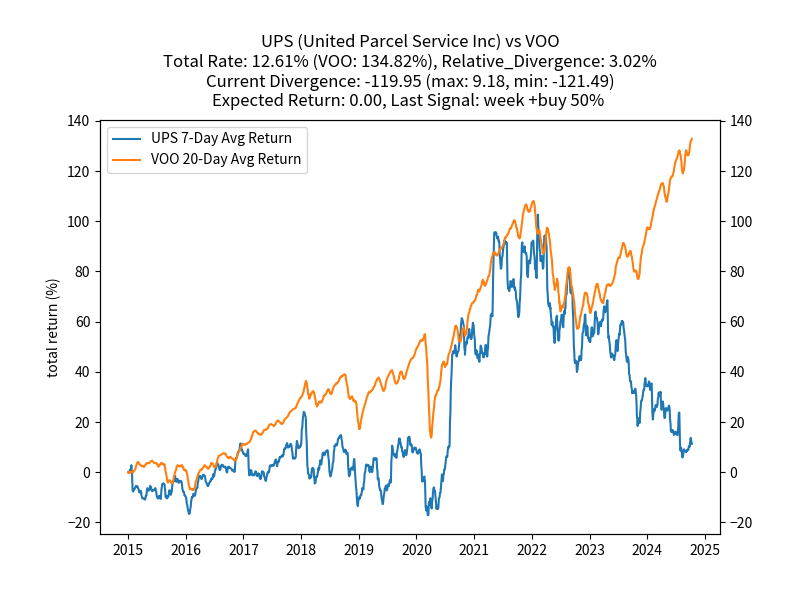 UPS (United Parcel Service Inc) vs VOO
Total Rate: 12.61% (VOO: 134.82%), Relative_Divergence: 3.02%
Current Divergence: -119.95 (max: 9.18, min: -121.49)
Expected Return: 0.00, Last Signal: week +buy 50%
UPS 7-Day Avg Return
VOO 20-Day Avg Return
total return (%)
140
120
100
80
60
40
20
0
−20
140
120
100
80
60
40
20
0
−20
2015 2016 2017 2018 2019 2020 2021 2022 2023 2024 2025